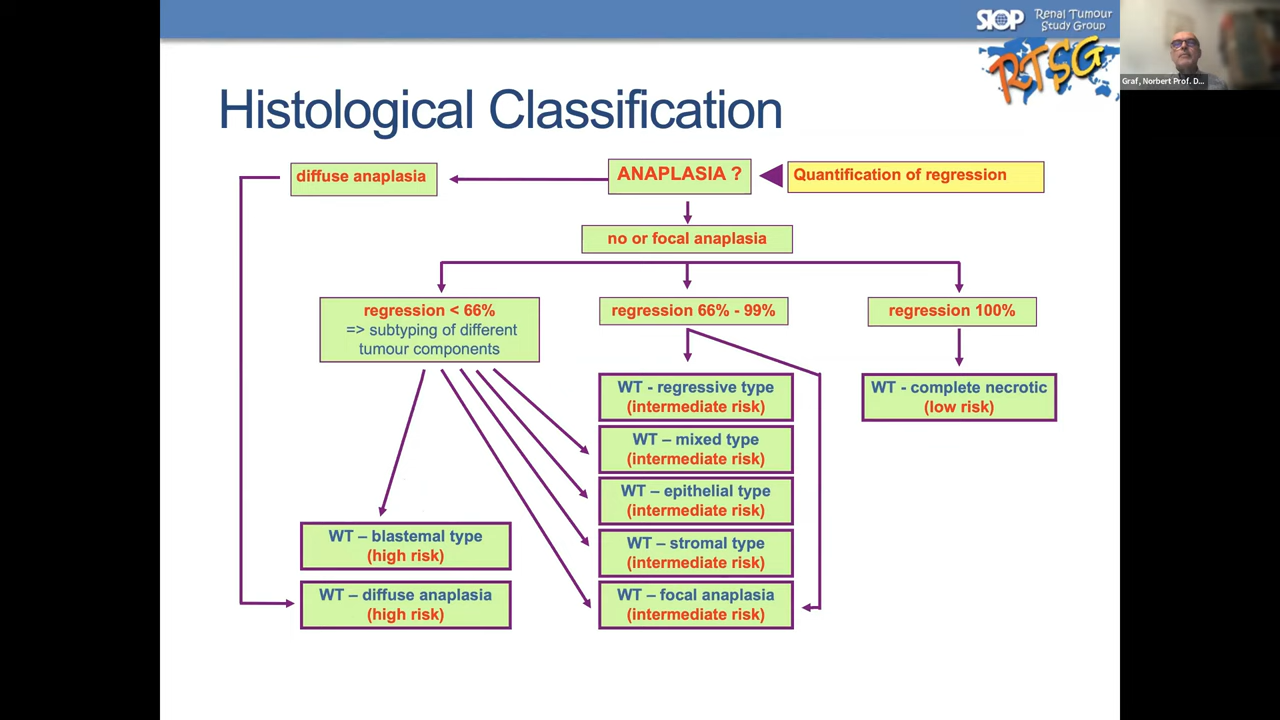 SIOP Renal Tumour
Study Group
RTSG
Graf, Norbert Prof. D...
Histological Classification
diffuse anaplasia
ANAPLASIA ?
Quantification of regression
no or focal anaplasia
regression < 66%
=> subtyping of different
tumour components
regression 66% - 99%
regression 100%
WT - regressive type
(intermediate risk)
WT - complete necrotic
(low risk)
WT – mixed type
(intermediate risk)
WT – epithelial type
(intermediate risk)
WT – blastemal type
(high risk)
WT – stromal type
(intermediate risk)
WT – diffuse anaplasia
(high risk)
WT – focal anaplasia
(intermediate risk)